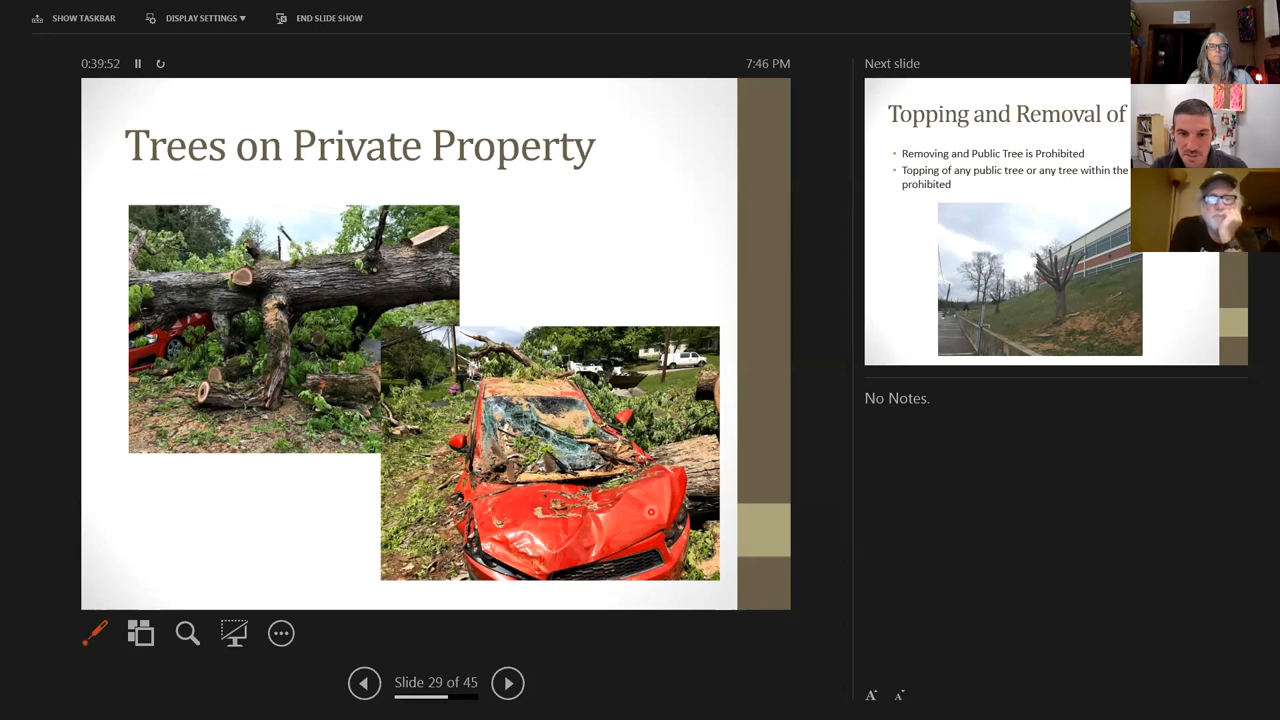 SHOW TASKBAR
DISPLAY SETTINGS ▼
END SLIDE SHOW
0:39:52
7:46 PM
Trees on Private Property
Slide 29 of 45
Next slide
Topping and Removal of
• Removing and Public Tree is Prohibited
• Topping of any public tree or any tree within the
prohibited
No Notes.
A
A